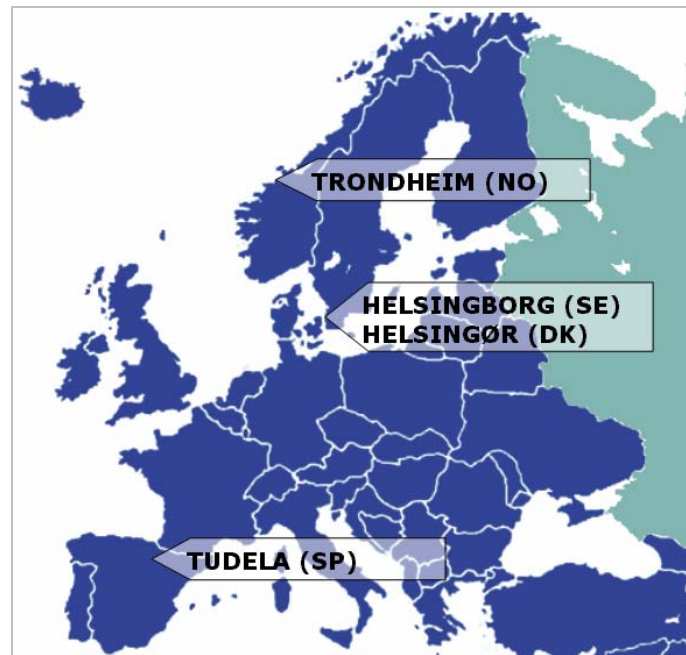 TRONDHEIM (NO)
HELSINGBORG (SE)
HELSINGØR (DK)
TUDELA (SP)